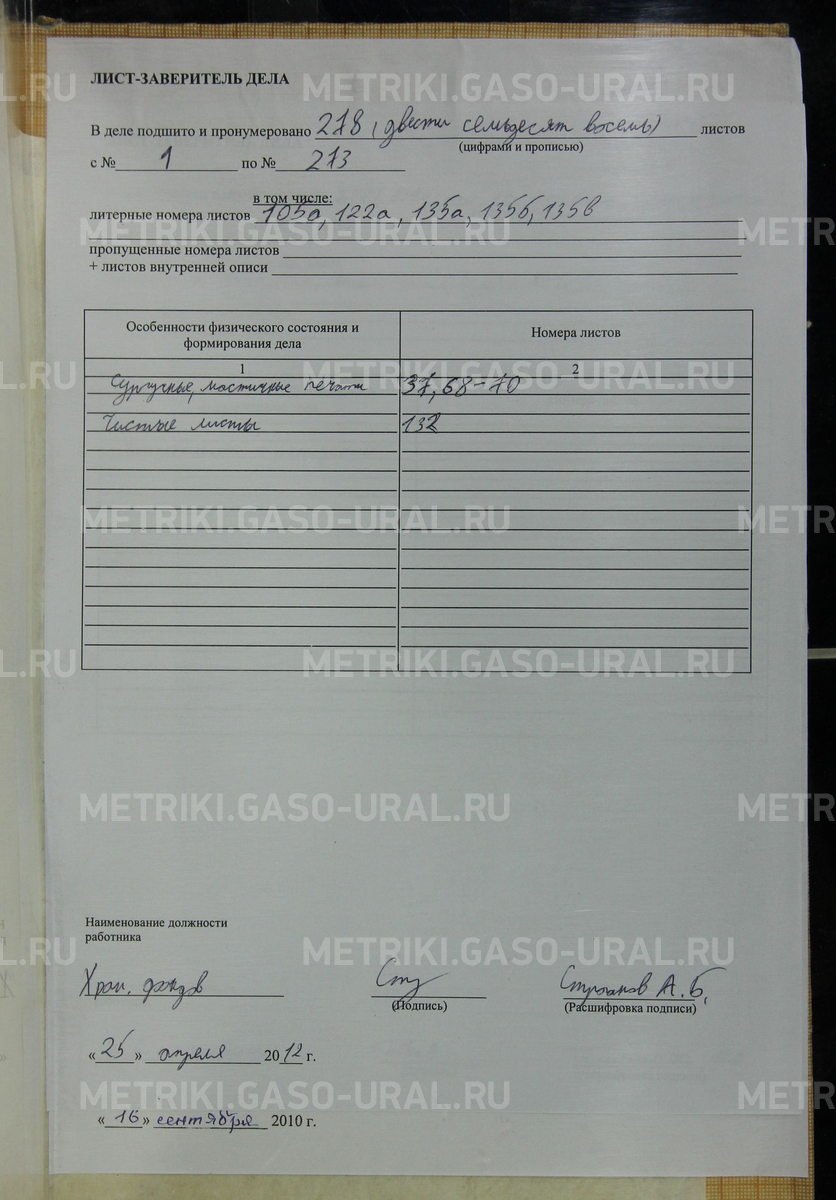 ЛИСТ-ЗАВЕРИТЕЛЬ ДЕЛА
В деле подшито и пронумеровано 278 (двести семьдесят восемь) листов
(цифрами и прописью)
с № 1 по № 273
в том числе:
литерные номера листов 105а, 122а, 135а, 135б, 135в
пропущенные номера листов
+ листов внутренней описи
Особенности физического состояния и формирования дела Номера листов
1 2
Сургучные, мастичные печати 37, 68-70
Чистые листы 132
Наименование должности
работника
Хран. фондов А.Б.
(Подпись) (Расшифровка подписи)
«25» апреля 2012 г.
«16» сентября 2010 г.
METRIKI.GASO-URAL.RU